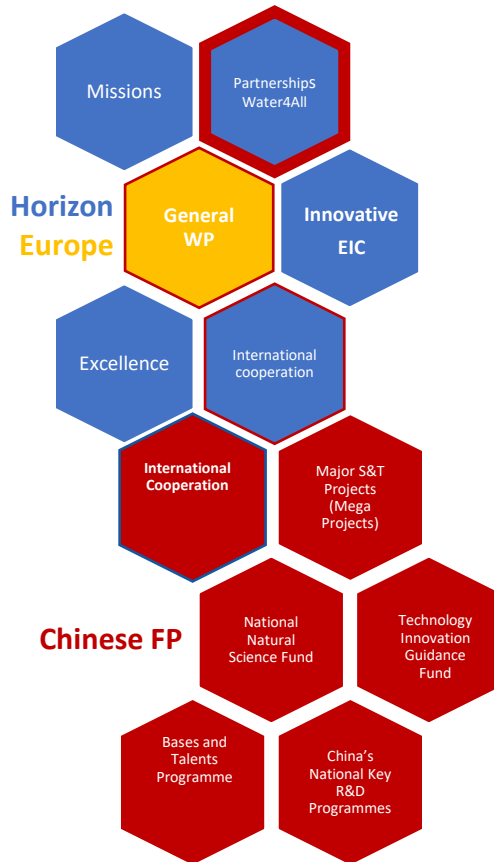 Missions
Partnerships
Water4All
Horizon
Europe
General
WP
Innovative
EIC
Excellence
International
cooperation
International
Cooperation
Major S&T
Projects
(Mega
Projects)
Chinese FP
National
Natural
Science Fund
Technology
Innovation
Guidance
Fund
Bases and
Talents
Programme
China's
National Key
R&D
Programmes